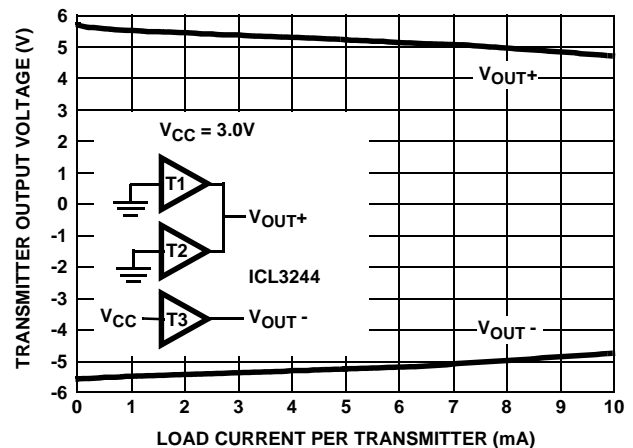 TRANSMITTER OUTPUT VOLTAGE (V)
6
5
4
3
2
1
0
-1
-2
-3
-4
-5
-6
VOUT+
VCC = 3.0V
T1
VOUT+
T2
ICL3244
VCC
T3
VOUT -
VOUT -
0 1 2 3 4 5 6 7 8 9 10
LOAD CURRENT PER TRANSMITTER (mA)